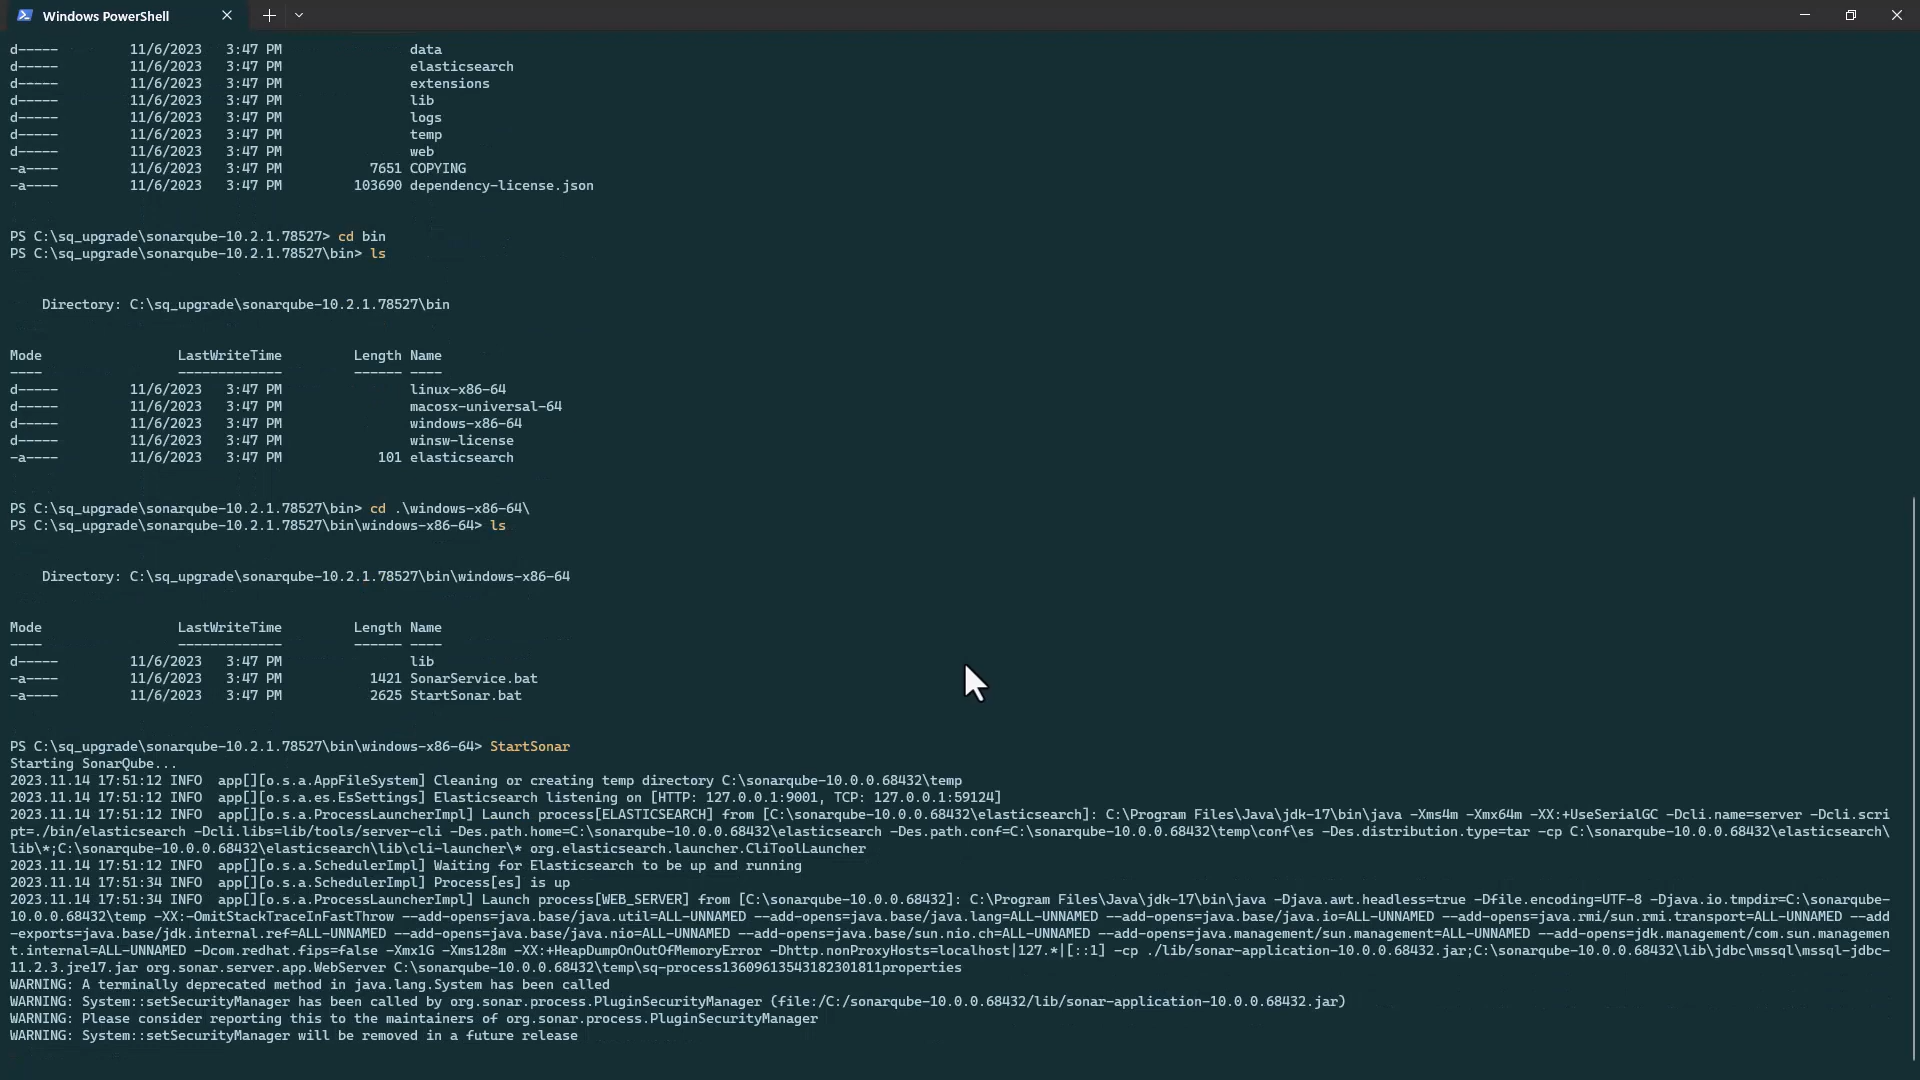 Windows PowerShell
d----- 11/6/2023 3:47 PM data
d----- 11/6/2023 3:47 PM elasticsearch
d----- 11/6/2023 3:47 PM extensions
d----- 11/6/2023 3:47 PM lib
d----- 11/6/2023 3:47 PM logs
d----- 11/6/2023 3:47 PM temp
d----- 11/6/2023 3:47 PM web
-a---- 11/6/2023 3:47 PM 7651 COPYING
-a---- 11/6/2023 3:47 PM 103690 dependency-license.json
PS C:\sq_upgrade\sonarqube-10.2.1.78527> cd bin
PS C:\sq_upgrade\sonarqube-10.2.1.78527\bin> ls
Directory: C:\sq_upgrade\sonarqube-10.2.1.78527\bin
Mode LastWriteTime Length Name
---- ------------- ------ ----
d----- 11/6/2023 3:47 PM linux-x86-64
d----- 11/6/2023 3:47 PM macosx-universal-64
d----- 11/6/2023 3:47 PM windows-x86-64
d----- 11/6/2023 3:47 PM winsw-license
-a---- 11/6/2023 3:47 PM 101 elasticsearch
PS C:\sq_upgrade\sonarqube-10.2.1.78527\bin> cd .\windows-x86-64\
PS C:\sq_upgrade\sonarqube-10.2.1.78527\bin\windows-x86-64> ls
Directory: C:\sq_upgrade\sonarqube-10.2.1.78527\bin\windows-x86-64
Mode LastWriteTime Length Name
---- ------------- ------ ----
d----- 11/6/2023 3:47 PM lib
-a---- 11/6/2023 3:47 PM 1421 SonarService.bat
-a---- 11/6/2023 3:47 PM 2625 StartSonar.bat
PS C:\sq_upgrade\sonarqube-10.2.1.78527\bin\windows-x86-64> StartSonar
Starting SonarQube...
2023.11.14 17:51:12 INFO  app[][o.s.a.AppFileSystem] Cleaning or creating temp directory C:\sonarqube-10.0.0.68432\temp
2023.11.14 17:51:12 INFO  app[][o.s.a.es.EsSettings] Elasticsearch listening on [HTTP: 127.0.0.1:9001, TCP: 127.0.0.1:59124]
2023.11.14 17:51:12 INFO  app[][o.s.a.ProcessLauncherImpl] Launch process[ELASTICSEARCH] from [C:\sonarqube-10.0.0.68432\elasticsearch]: C:\Program Files\Java\jdk-17\bin\java -Xms4m -Xmx64m -XX:+UseSerialGC -Dcli.name=server -Dcli.scri
pt=./bin/elasticsearch -Dcli.libs=lib/tools/server-cli -Des.path.home=C:\sonarqube-10.0.0.68432\elasticsearch -Des.path.conf=C:\sonarqube-10.0.0.68432\temp\conf\es -Des.distribution.type=tar -cp C:\sonarqube-10.0.0.68432\elasticsearch\
lib\*;C:\sonarqube-10.0.0.68432\elasticsearch\lib\cli-launcher\* org.elasticsearch.launcher.CliToolLauncher
2023.11.14 17:51:12 INFO  app[][o.s.a.SchedulerImpl] Waiting for Elasticsearch to be up and running
2023.11.14 17:51:34 INFO  app[][o.s.a.SchedulerImpl] Process[es] is up
2023.11.14 17:51:34 INFO  app[][o.s.a.ProcessLauncherImpl] Launch process[WEB_SERVER] from [C:\sonarqube-10.0.0.68432]: C:\Program Files\Java\jdk-17\bin\java -Djava.awt.headless=true -Dfile.encoding=UTF-8 -Djava.io.tmpdir=C:\sonarqube-
10.0.0.68432\temp -XX:-OmitStackTraceInFastThrow --add-opens=java.base/java.util=ALL-UNNAMED --add-opens=java.base/java.lang=ALL-UNNAMED --add-opens=java.base/java.io=ALL-UNNAMED --add-opens=java.rmi/sun.rmi.transport=ALL-UNNAMED --add
-exports=java.base/jdk.internal.ref=ALL-UNNAMED --add-opens=java.base/java.nio=ALL-UNNAMED --add-opens=java.base/sun.nio.ch=ALL-UNNAMED --add-opens=java.management/sun.management=ALL-UNNAMED --add-opens=jdk.management/com.sun.managemen
t.internal=ALL-UNNAMED -Dcom.redhat.fips=false -Xmx1G -Xms128m -XX:+HeapDumpOnOutOfMemoryError -Dhttp.nonProxyHosts=localhost|127.*|[::1] -cp ./lib/sonar-application-10.0.0.68432.jar;C:\sonarqube-10.0.0.68432\lib\jdbc\mssql\mssql-jdbc-
11.2.3.jre17.jar org.sonar.server.app.WebServer C:\sonarqube-10.0.0.68432\temp\sq-process13609613543182301811properties
WARNING: A terminally deprecated method in java.lang.System has been called
WARNING: System::setSecurityManager has been called by org.sonar.process.PluginSecurityManager (file:/C:/sonarqube-10.0.0.68432/lib/sonar-application-10.0.0.68432.jar)
WARNING: Please consider reporting this to the maintainers of org.sonar.process.PluginSecurityManager
WARNING: System::setSecurityManager will be removed in a future release